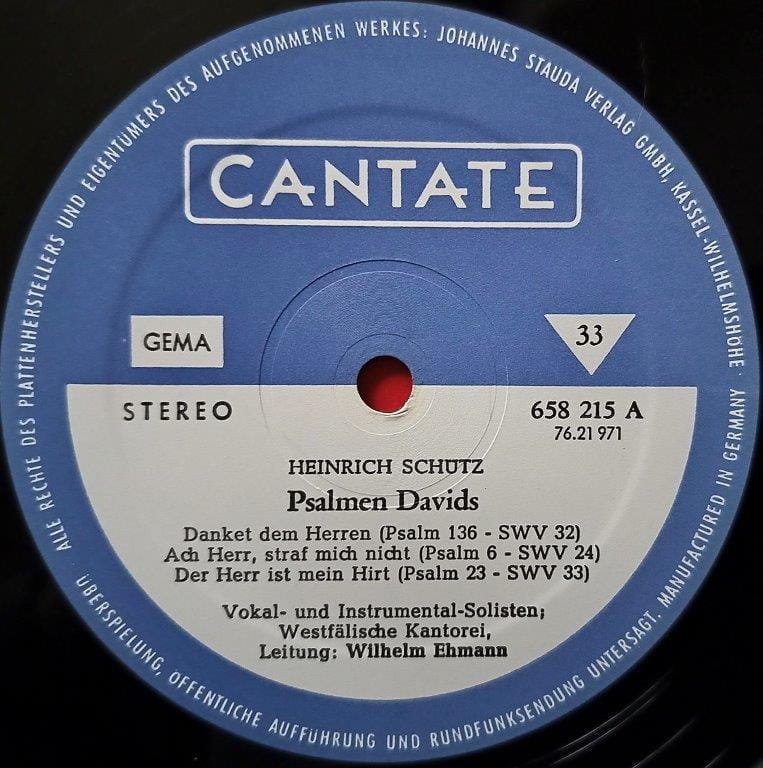 ALLE RECHTE DES PLATTENHERSTELLERS UND EIGENTÜMERS DES AUFGENOMMENEN WERKES: JOHANNES STAUDA VERLAG GMBH, KASSEL-WILHELMSHÖHE
CANTATE
GEMA
33
STEREO
658 215 A
76.21 971
HEINRICH SCHÜTZ
Psalmen Davids
Danket dem Herren (Psalm 136 - SWV 32)
Ach Herr, straf mich nicht (Psalm 6 - SWV 24)
Der Herr ist mein Hirt (Psalm 23 - SWV 33)
Vokal- und Instrumental-Solisten;
Westfälische Kantorei,
Leitung: Wilhelm Ehmann
ÜBERSPIELUNG, ÖFFENTLICHE AUFFÜHRUNG UND RUNDFUNKSENDUNG UNTERSAGT. MANUFACTURED IN GERMANY